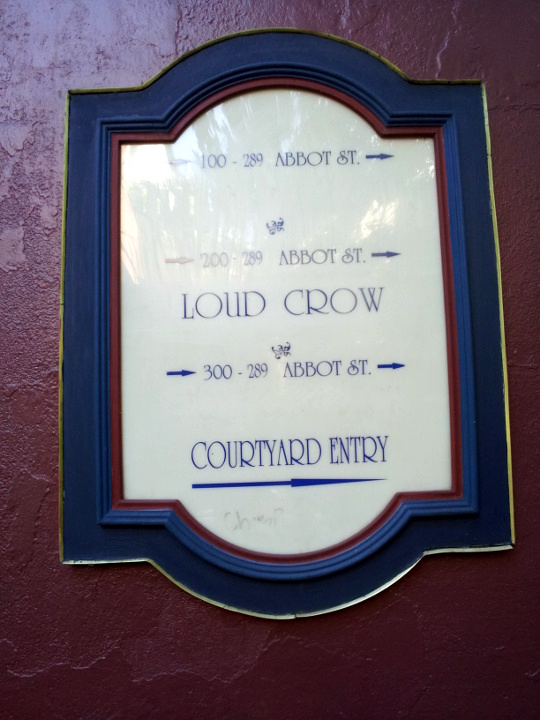 100 - 289 ABBOT ST.
200 - 289 ABBOT ST.
LOUD CROW
300 - 289 ABBOT ST.
COURTYARD ENTRY